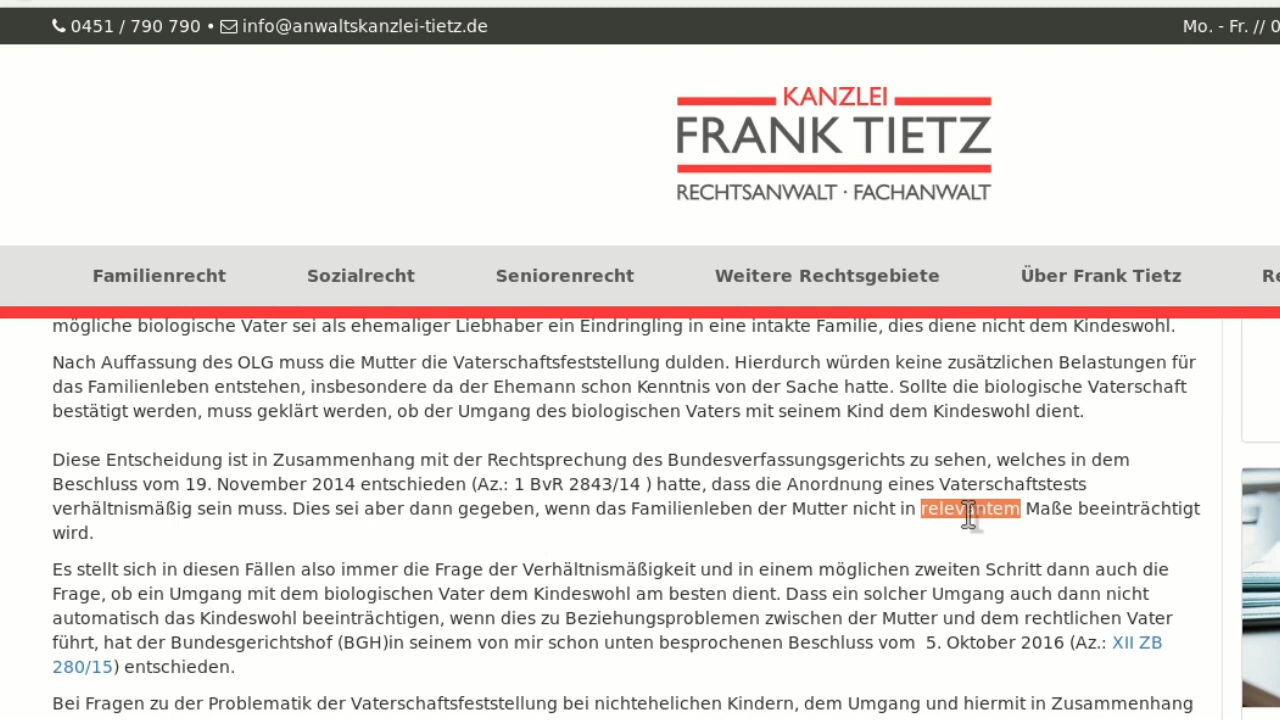 0451 / 790 790 • info@anwaltskanzlei-tietz.de
Mo. - Fr. // 0
KANZLEI
FRANK TIETZ
RECHTSANWALT · FACHANWALT
Familienrecht Sozialrecht Seniorenrecht Weitere Rechtsgebiete Über Frank Tietz Re
mögliche biologische Vater sei als ehemaliger Liebhaber ein Eindringling in eine intakte Familie, dies diene nicht dem Kindeswohl.
Nach Auffassung des OLG muss die Mutter die Vaterschaftsfeststellung dulden. Hierdurch würden keine zusätzlichen Belastungen für
das Familienleben entstehen, insbesondere da der Ehemann schon Kenntnis von der Sache hatte. Sollte die biologische Vaterschaft
bestätigt werden, muss geklärt werden, ob der Umgang des biologischen Vaters mit seinem Kind dem Kindeswohl dient.
Diese Entscheidung ist in Zusammenhang mit der Rechtsprechung des Bundesverfassungsgerichts zu sehen, welches in dem
Beschluss vom 19. November 2014 entschieden (Az.: 1 BvR 2843/14 ) hatte, dass die Anordnung eines Vaterschaftstests
verhältnismäßig sein muss. Dies sei aber dann gegeben, wenn das Familienleben der Mutter nicht in relevantem Maße beeinträchtigt
wird.
Es stellt sich in diesen Fällen also immer die Frage der Verhältnismäßigkeit und in einem möglichen zweiten Schritt dann auch die
Frage, ob ein Umgang mit dem biologischen Vater dem Kindeswohl am besten dient. Dass ein solcher Umgang auch dann nicht
automatisch das Kindeswohl beeinträchtigen, wenn dies zu Beziehungsproblemen zwischen der Mutter und dem rechtlichen Vater
führt, hat der Bundesgerichtshof (BGH)in seinem von mir schon unten besprochenen Beschluss vom  5. Oktober 2016 (Az.: XII ZB
280/15) entschieden.
Bei Fragen zu der Problematik der Vaterschaftsfeststellung bei nichtehelichen Kindern, dem Umgang und hiermit in Zusammenhang